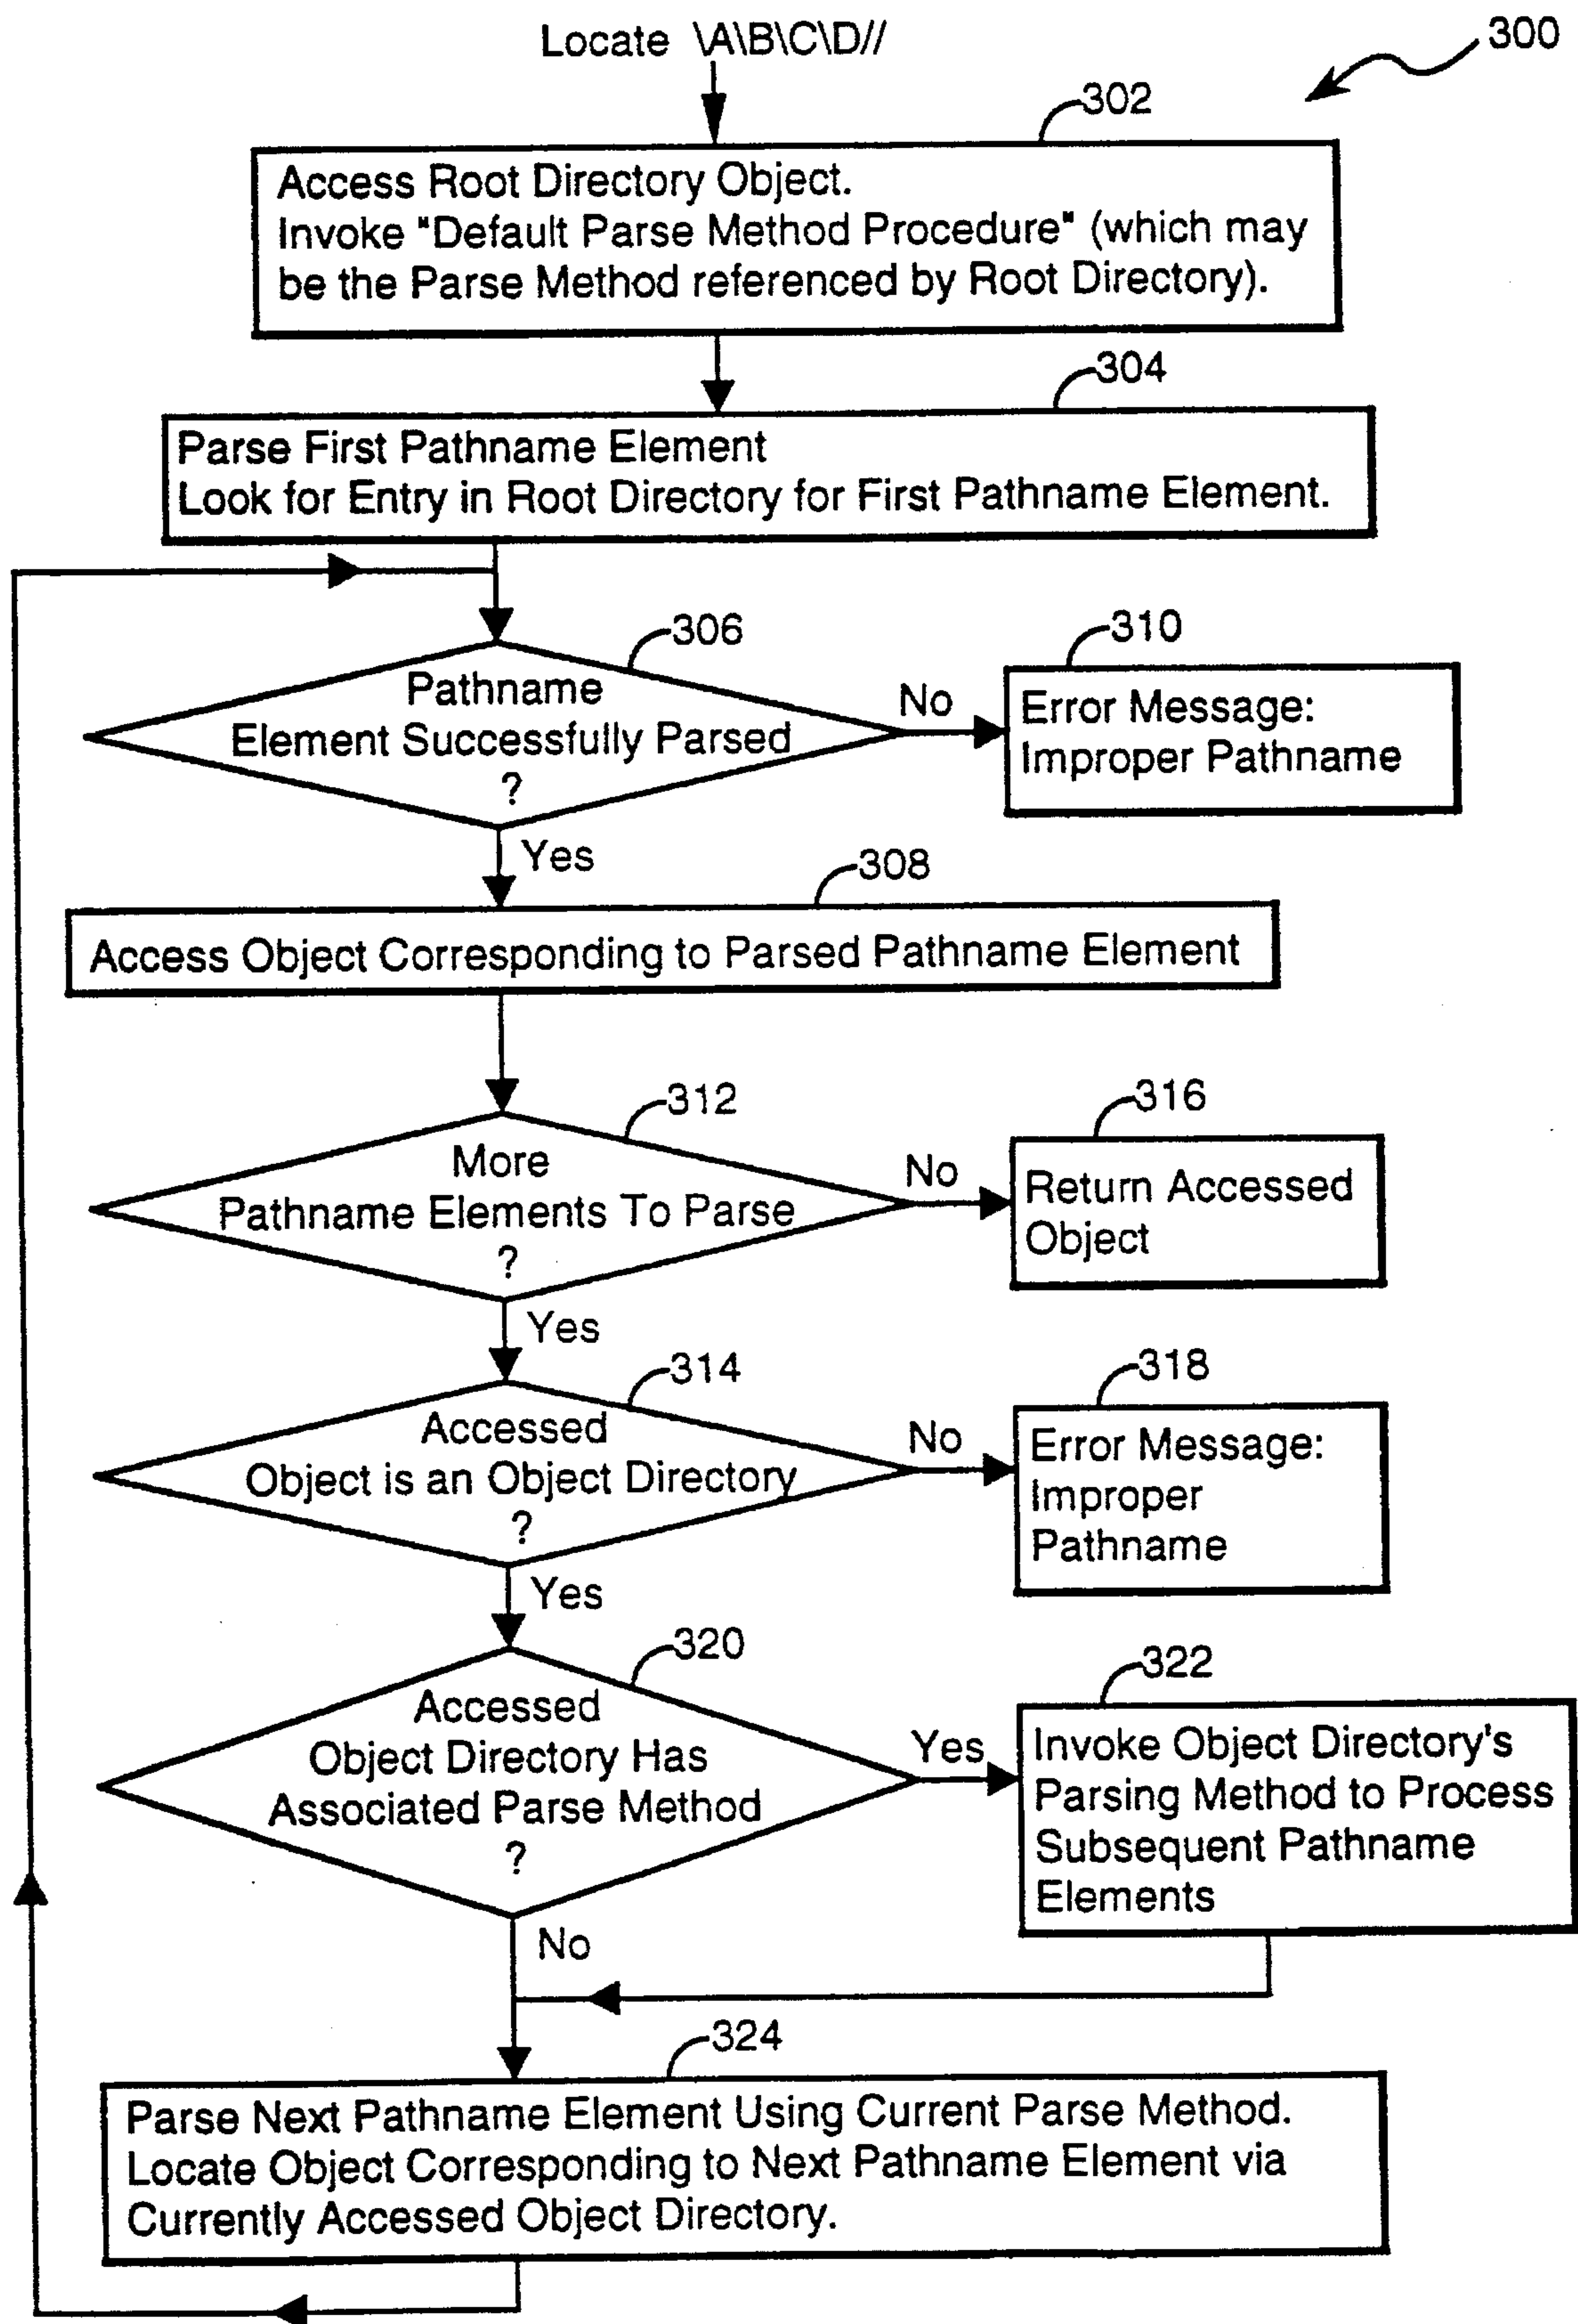 Locate \A\B\C\D//
300
302
Access Root Directory Object.
Invoke "Default Parse Method Procedure" (which may
be the Parse Method referenced by Root Directory).
304
Parse First Pathname Element
Look for Entry in Root Directory for First Pathname Element.
306
Pathname
Element Successfully Parsed
?
No
310
Error Message:
Improper Pathname
Yes
308
Access Object Corresponding to Parsed Pathname Element
312
More
Pathname Elements To Parse
?
No
316
Return Accessed
Object
Yes
314
Accessed
Object is an Object Directory
?
No
318
Error Message:
Improper
Pathname
Yes
320
Accessed
Object Directory Has
Associated Parse Method
?
Yes
322
Invoke Object Directory's
Parsing Method to Process
Subsequent Pathname
Elements
No
324
Parse Next Pathname Element Using Current Parse Method.
Locate Object Corresponding to Next Pathname Element via
Currently Accessed Object Directory.